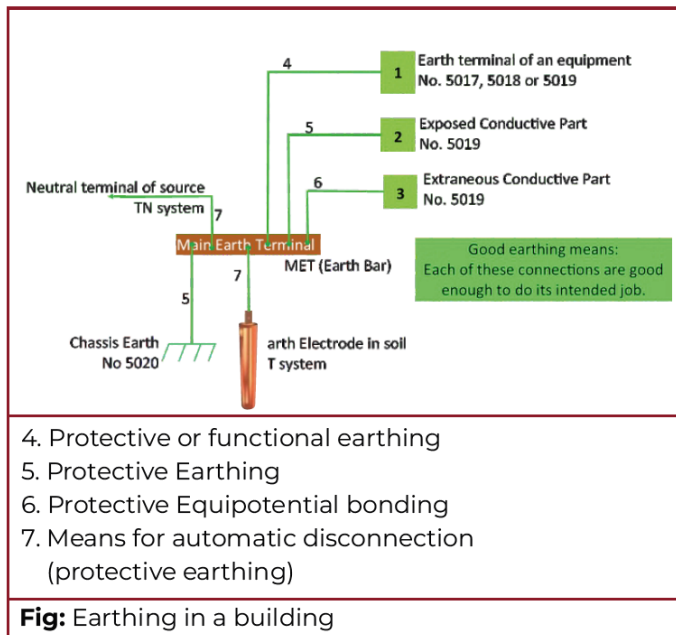 4
1
Earth terminal of an equipment
No. 5017, 5018 or 5019
5
2
Exposed Conductive Part
No. 5019
6
3
Extraneous Conductive Part
No. 5019
Neutral terminal of source
TN system
7
Main Earth Terminal
MET (Earth Bar)
Good earthing means:
Each of these connections are good
enough to do its intended job.
5
7
Chassis Earth
No 5020
arth Electrode in soil
T system
4. Protective or functional earthing
5. Protective Earthing
6. Protective Equipotential bonding
7. Means for automatic disconnection
(protective earthing)
Fig: Earthing in a building